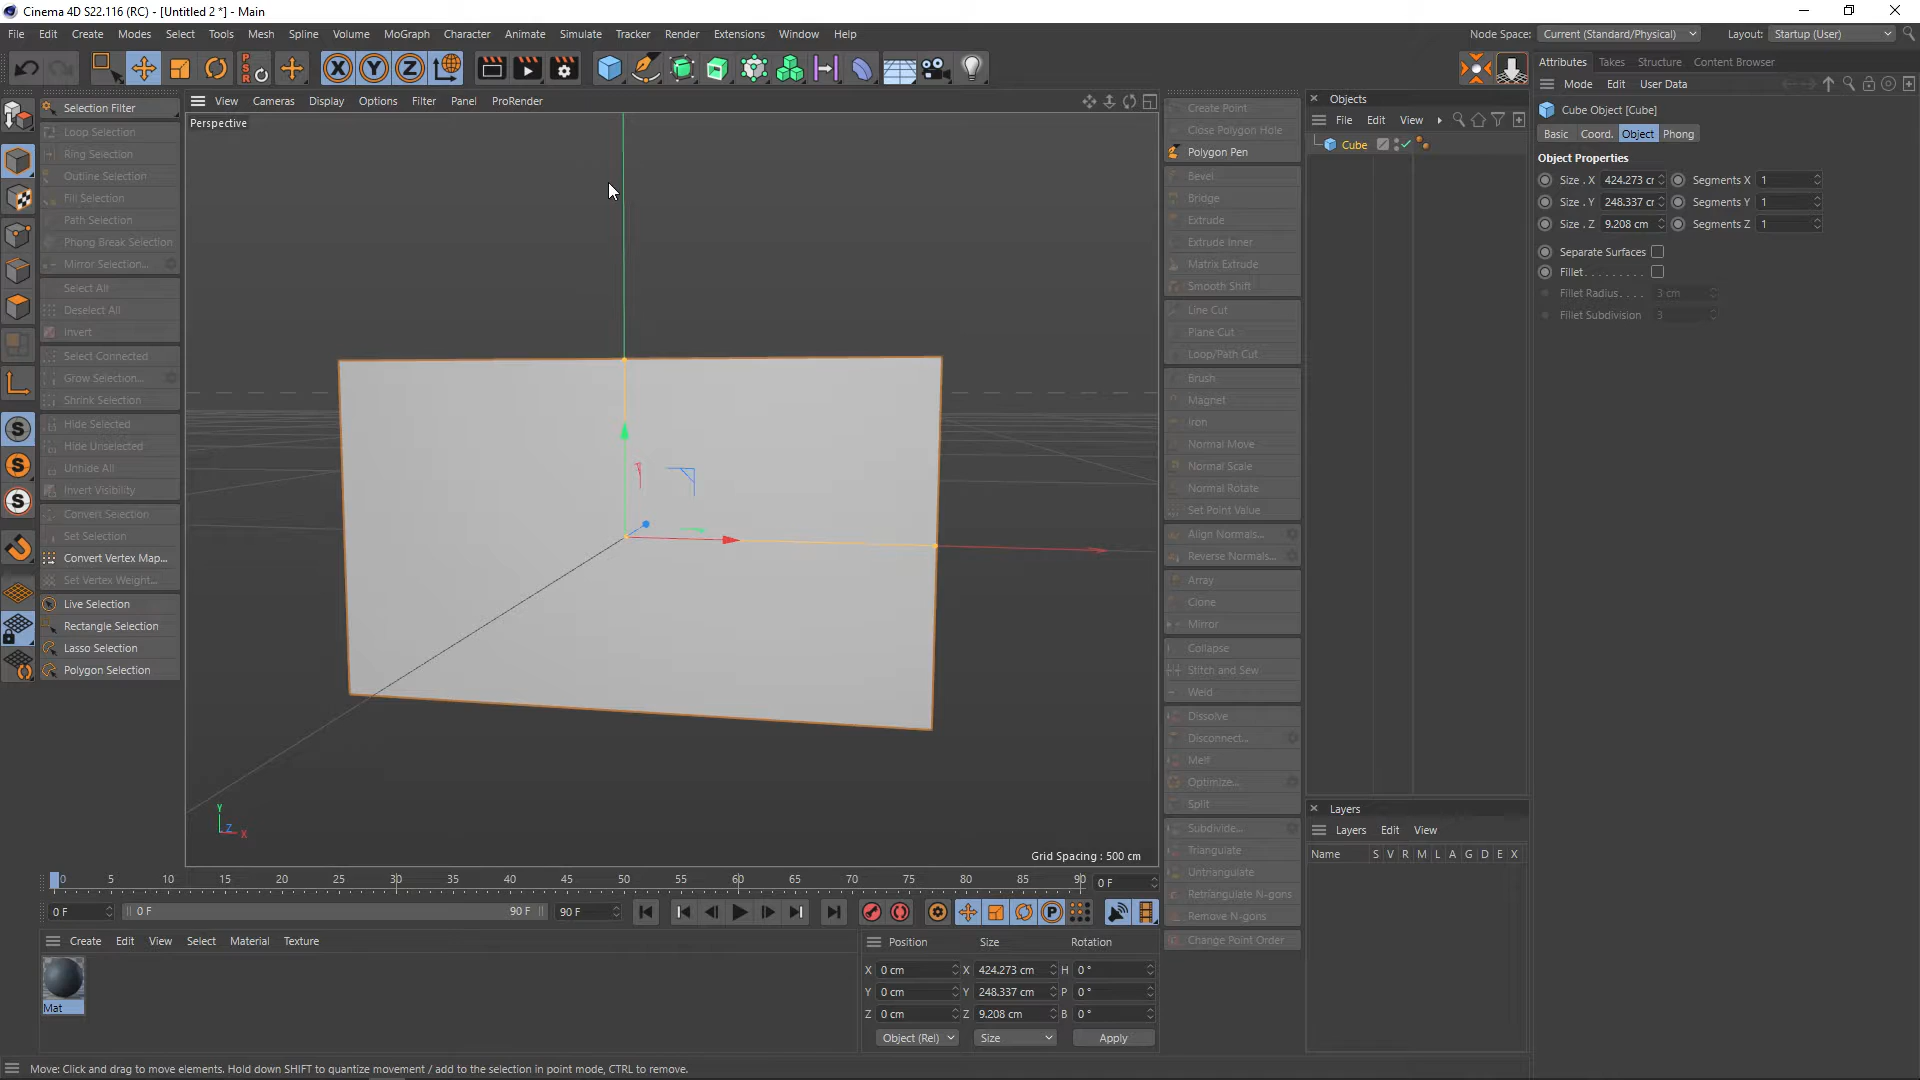 Cinema 4D S22.116 (RC) - [Untitled 2 *] - Main
File Edit Create Modes Select Tools Mesh Spline Volume MoGraph Character Animate Simulate Tracker Render Extensions Window Help
Node Space: Current (Standard/Physical) Layout: Startup (User)
PSR X Y Z
Attributes Takes Structure Content Browser
Mode Edit User Data
Cube Object [Cube]
Basic Coord. Object Phong
Object Properties
Size . X 424.273 cr Segments X 1
Size . Y 248.337 cr Segments Y 1
Size . Z 9.208 cm Segments Z 1
Separate Surfaces
Fillet . . . . . . . . .
Fillet Radius . . . . 3 cm
Fillet Subdivision 3
Selection Filter
Loop Selection
Ring Selection
Outline Selection
Fill Selection
Path Selection
Phong Break Selection
Mirror Selection...
Select All
Deselect All
Invert
Select Connected
Grow Selection...
Shrink Selection
Hide Selected
Hide Unselected
Unhide All
Invert Visibility
Convert Selection
Set Selection
Convert Vertex Map...
Set Vertex Weight...
Live Selection
Rectangle Selection
Lasso Selection
Polygon Selection
S
S
S
View Cameras Display Options Filter Panel ProRender
Perspective
Y
Z
X
Grid Spacing : 500 cm
Create Point
Close Polygon Hole
Polygon Pen
Bevel
Bridge
Extrude
Extrude Inner
Matrix Extrude
Smooth Shift
Line Cut
Plane Cut
Loop/Path Cut
Brush
Magnet
Iron
Normal Move
Normal Scale
Normal Rotate
Set Point Value
Align Normals...
Reverse Normals...
Array
Clone
Mirror
Collapse
Stitch and Sew
Weld
Dissolve
Disconnect...
Melt
Optimize...
Split
Subdivide...
Triangulate
Untriangulate
Retriangulate N-gons
Remove N-gons
Change Point Order
Objects
File Edit View
Cube
Layers
Layers Edit View
Name S V R M L A G D E X
0 5 10 15 20 25 30 35 40 45 50 55 60 65 70 75 80 85 90 0 F
0 F 0 F 90 F 90 F P
Create Edit View Select Material Texture
Mat
Position Size Rotation
X 0 cm X 424.273 cm H 0 °
Y 0 cm Y 248.337 cm P 0 °
Z 0 cm Z 9.208 cm B 0 °
Object (Rel) Size Apply
Move: Click and drag to move elements. Hold down SHIFT to quantize movement / add to the selection in point mode, CTRL to remove.